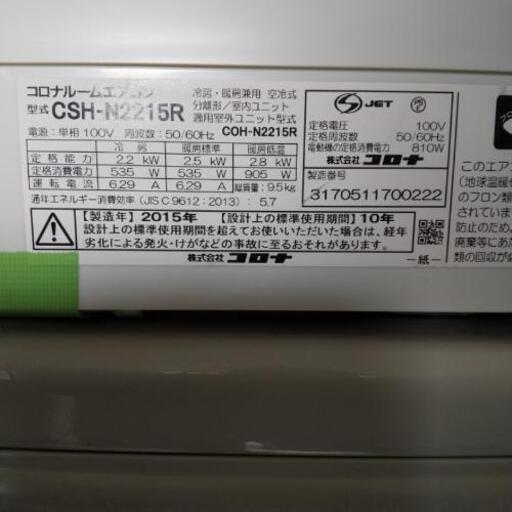 コロナルームエアコン 冷房・暖房兼用 空冷式
型式 CSH-N2215R 分離形/室内ユニット
適用室外ユニット型式
電源:単相100V 周波数:50/60Hz COH-N2215R
冷房 暖房標準 暖房低温
定格能力 2.2 kW 2.5 kW 2.8 kW
定格消費電力 535 W 535 W 905 W
運転電流 6.29 A 6.29 A 総質量:9.5kg
通年エネルギー消費効率(JIS C 9612:2013): 5.7
S JET PS E
定格電圧 100V
定格周波数 50/60Hz
電動機の定格消費電力 810W
株式会社 コロナ
製造番号
3170511700222
【製造年】2015年 【設計上の標準使用期間】10年
設計上の標準使用期間を超えてお使いいただいた場合は、経年
劣化による発火・けがなどの事故に至るおそれがあります。
株式会社 コロナ
―紙―
このエア
(地球温暖
のフロン類
されていま
防止のため、
廃棄等にあた
類の回収が必